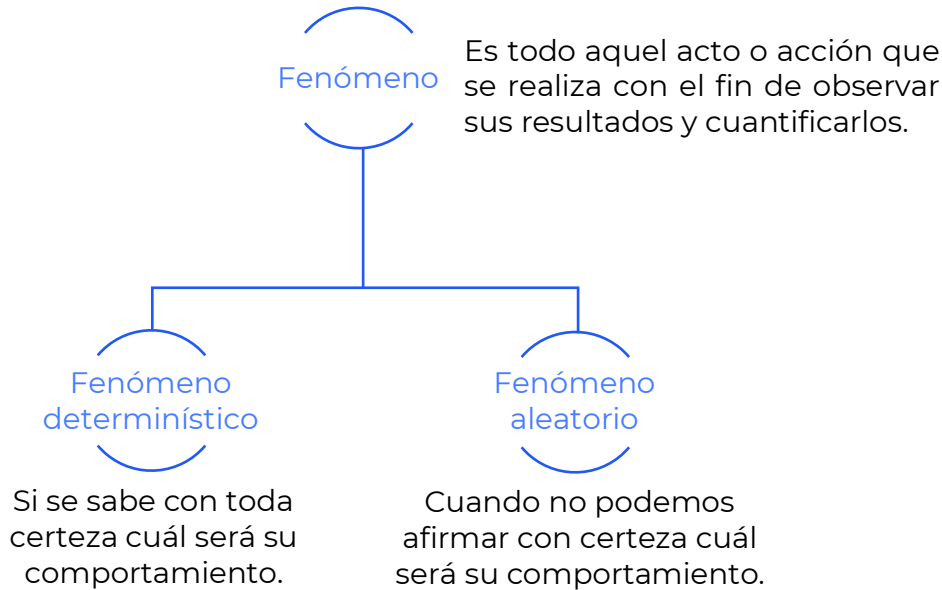 Fenómeno
Es todo aquel acto o acción que
se realiza con el fin de observar
sus resultados y cuantificarlos.
Fenómeno
determinístico
Si se sabe con toda
certeza cuál será su
comportamiento.
Fenómeno
aleatorio
Cuando no podemos
afirmar con certeza cuál
será su comportamiento.